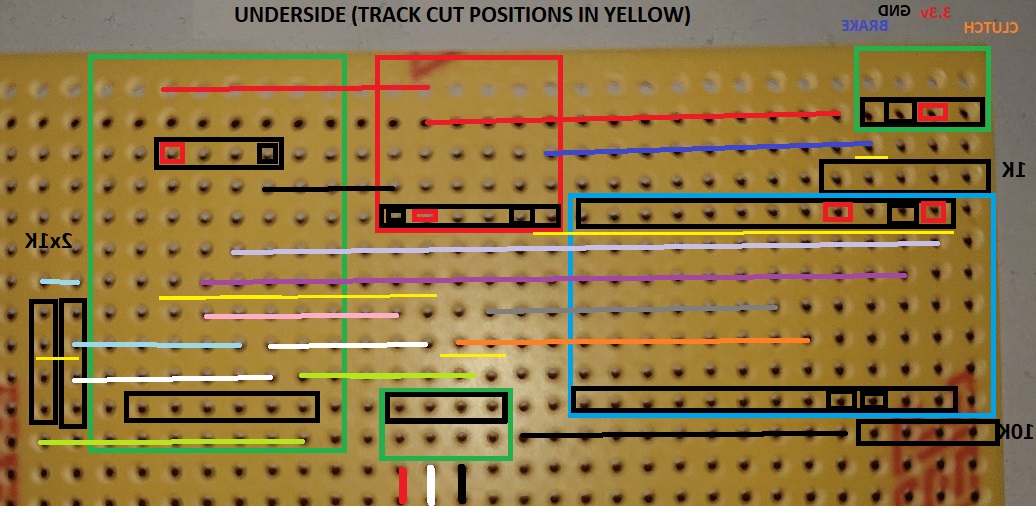 UNDERSIDE (TRACK CUT POSITIONS IN YELLOW)
GND 3.3v
BRAKE CLUTCH
1K
2x1K
10K